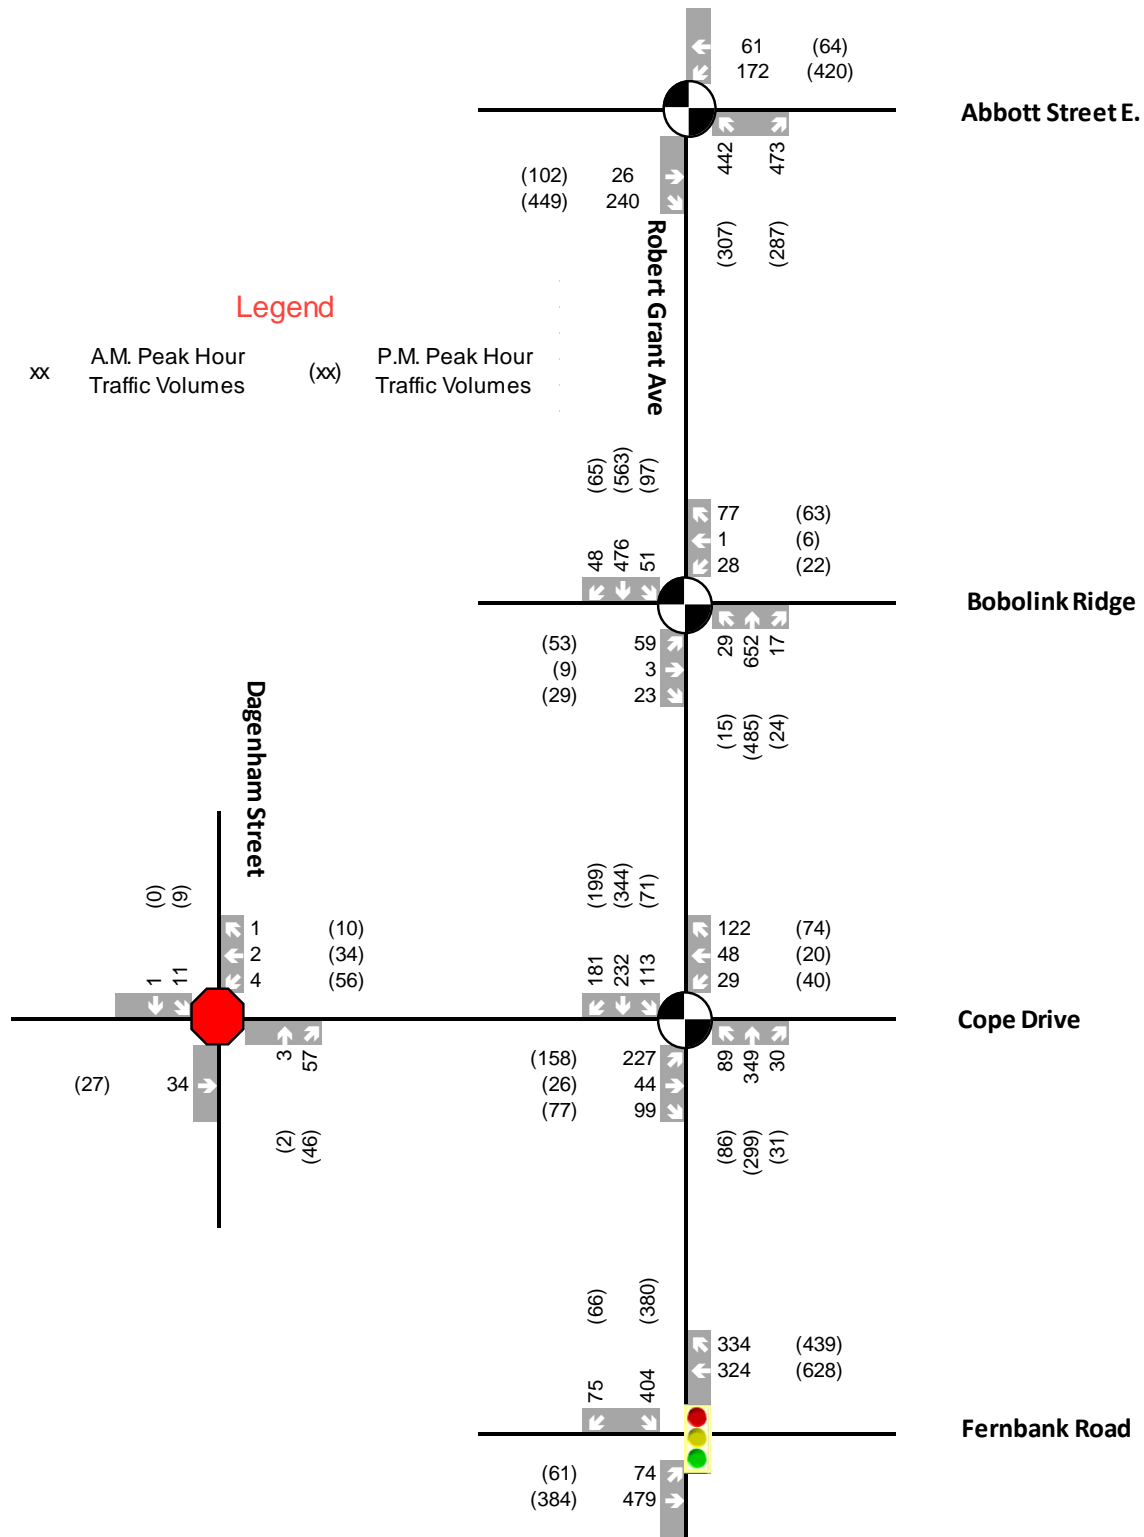 61 (64)
172 (420)
Abbott Street E.
442 473
(102) 26
(449) 240
(307) (287)
Robert Grant Ave
Legend
xx A.M. Peak Hour Traffic Volumes (xx) P.M. Peak Hour Traffic Volumes
(65) (563) (97)
48 476 51
77 (63)
1 (6)
28 (22)
Bobolink Ridge
29 652 17
(53) 59
(9) 3
(29) 23
(15) (485) (24)
Dagenham Street
(0) (9)
1 11
1 (10)
2 (34)
4 (56)
(199) (344) (71)
181 232 113
122 (74)
48 (20)
29 (40)
Cope Drive
3 57
(27) 34
(2) (46)
(158) 227
(26) 44
(77) 99
89 349 30
(86) (299) (31)
(66) (380)
75 404
334 (439)
324 (628)
Fernbank Road
(61) 74
(384) 479